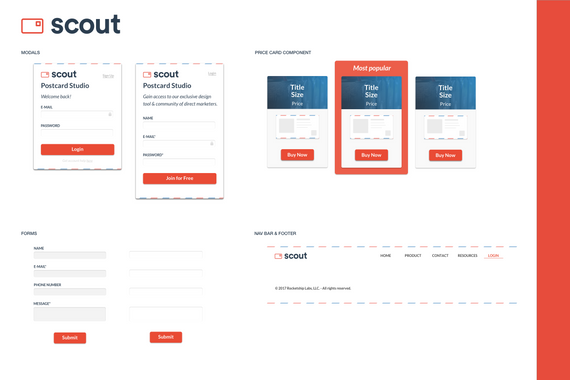 scout
MODALS
scout
Postcard Studio
Welcome back!
E-MAIL
PASSWORD
Login
scout
Login
Postcard Studio
Gain access to our exclusive design
tool & community of direct marketers.
NAME
E-MAIL*
PASSWORD*
Join for Free
PRICE CARD COMPONENT
Title
Size
Price
Buy Now
Most popular
Title
Size
Price
Buy Now
Title
Size
Price
Buy Now
FORMS
NAME
E-MAIL*
PHONE NUMBER
MESSAGE*
Submit
Submit
NAV BAR & FOOTER
scout
HOME PRODUCT CONTACT RESOURCES LOGIN
© 2017 Rocketship Labs, LLC. - All rights reserved.